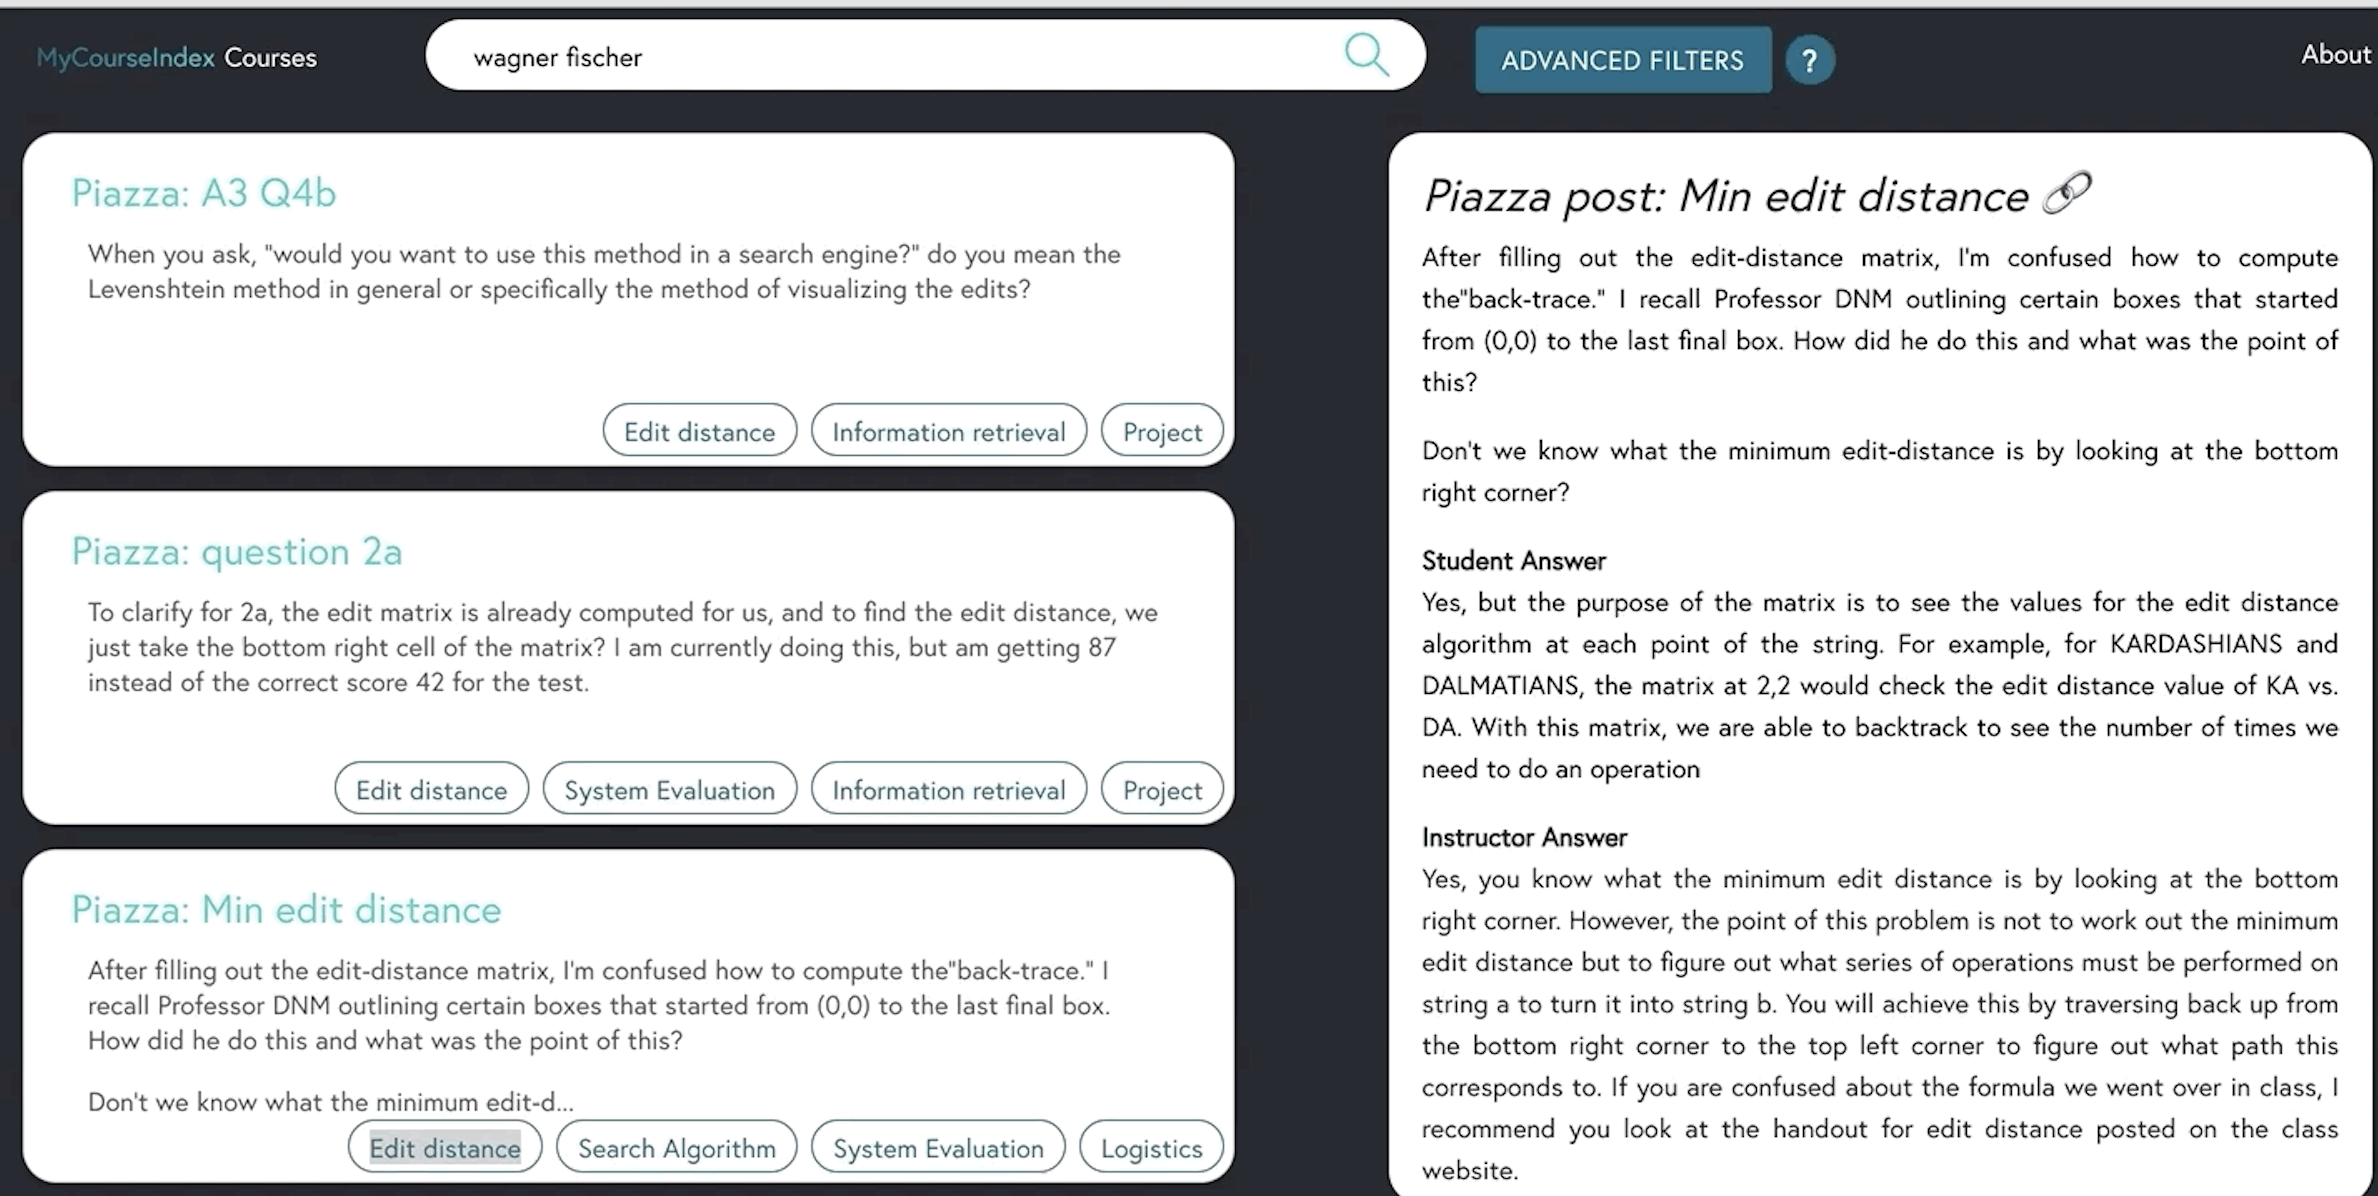 MyCourseIndex Courses
wagner fischer
ADVANCED FILTERS
?
About
Piazza: A3 Q4b
When you ask, "would you want to use this method in a search engine?" do you mean the
Levenshtein method in general or specifically the method of visualizing the edits?
Edit distance
Information retrieval
Project
Piazza: question 2a
To clarify for 2a, the edit matrix is already computed for us, and to find the edit distance, we
just take the bottom right cell of the matrix? I am currently doing this, but am getting 87
instead of the correct score 42 for the test.
Edit distance
System Evaluation
Information retrieval
Project
Piazza: Min edit distance
After filling out the edit-distance matrix, I'm confused how to compute the"back-trace." I
recall Professor DNM outlining certain boxes that started from (0,0) to the last final box.
How did he do this and what was the point of this?
Don't we know what the minimum edit-d...
Edit distance
Search Algorithm
System Evaluation
Logistics
Piazza post: Min edit distance
After filling out the edit-distance matrix, I'm confused how to compute
the"back-trace." I recall Professor DNM outlining certain boxes that started
from (0,0) to the last final box. How did he do this and what was the point of
this?
Don't we know what the minimum edit-distance is by looking at the bottom
right corner?
Student Answer
Yes, but the purpose of the matrix is to see the values for the edit distance
algorithm at each point of the string. For example, for KARDASHIANS and
DALMATIANS, the matrix at 2,2 would check the edit distance value of KA vs.
DA. With this matrix, we are able to backtrack to see the number of times we
need to do an operation
Instructor Answer
Yes, you know what the minimum edit distance is by looking at the bottom
right corner. However, the point of this problem is not to work out the minimum
edit distance but to figure out what series of operations must be performed on
string a to turn it into string b. You will achieve this by traversing back up from
the bottom right corner to the top left corner to figure out what path this
corresponds to. If you are confused about the formula we went over in class, I
recommend you look at the handout for edit distance posted on the class
website.